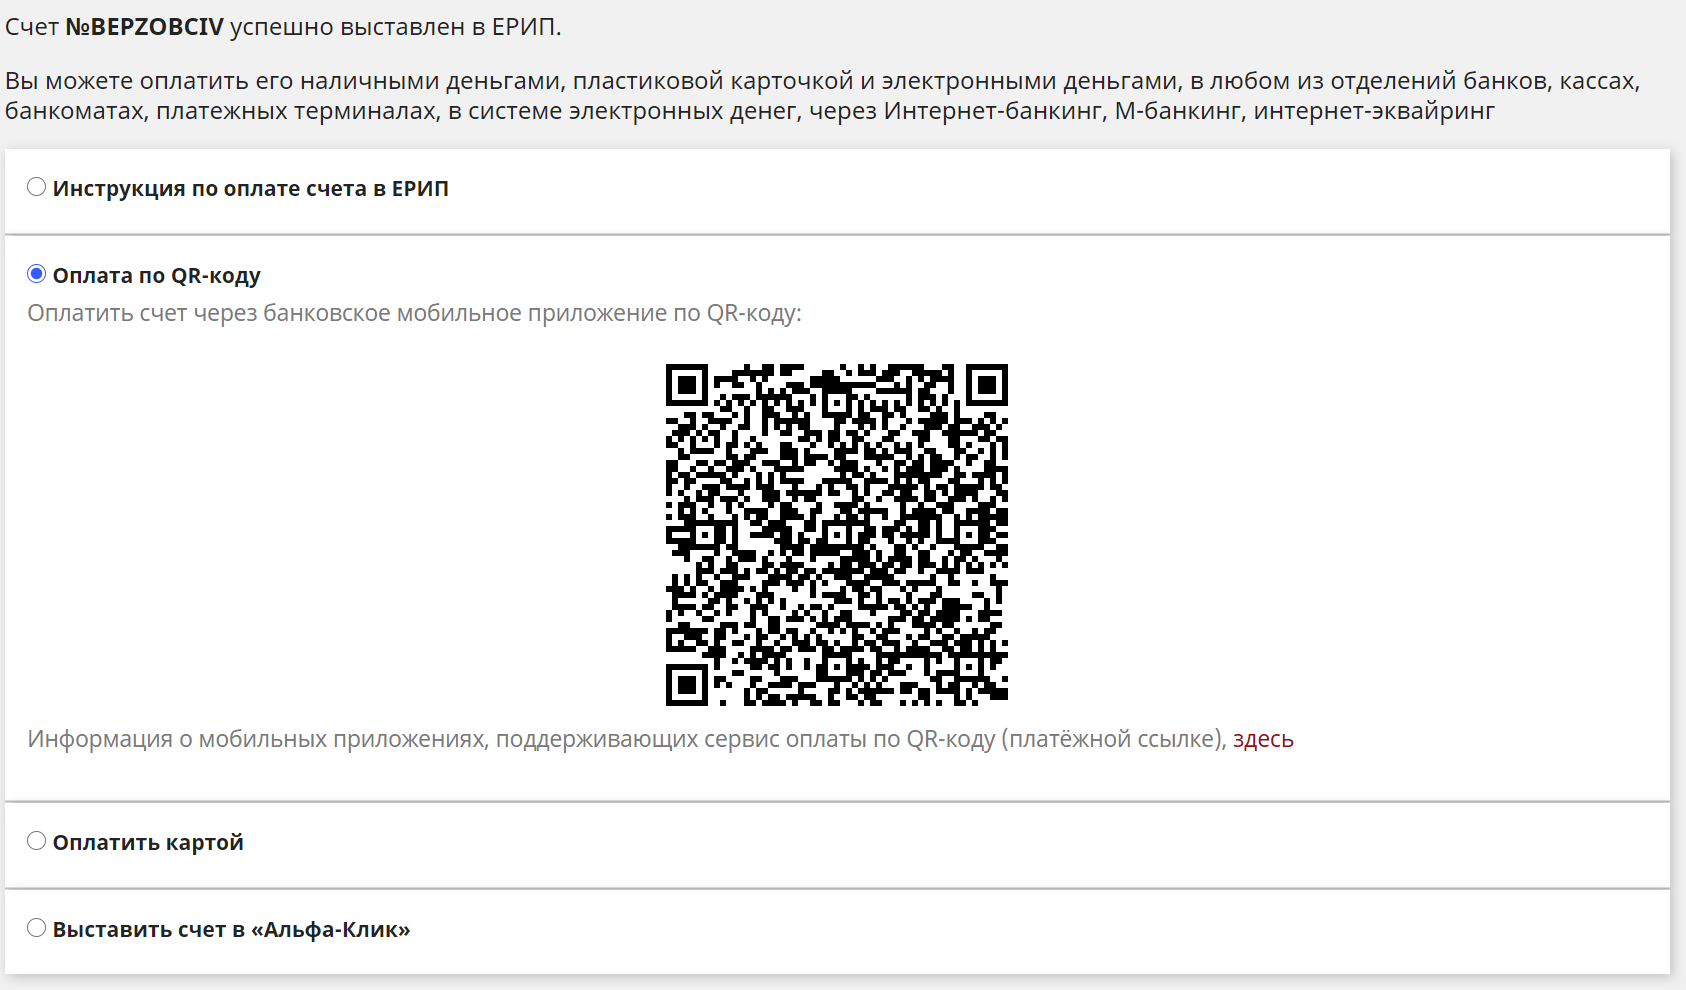 Счет №BEPZOBCIV успешно выставлен в ЕРИП.
Вы можете оплатить его наличными деньгами, пластиковой карточкой и электронными деньгами, в любом из отделений банков, кассах,
банкоматах, платежных терминалах, в системе электронных денег, через Интернет-банкинг, М-банкинг, интернет-эквайринг
Инструкция по оплате счета в ЕРИП
Оплата по QR-коду
Оплатить счет через банковское мобильное приложение по QR-коду:
Информация о мобильных приложениях, поддерживающих сервис оплаты по QR-коду (платёжной ссылке), здесь
Оплатить картой
Выставить счет в «Альфа-Клик»